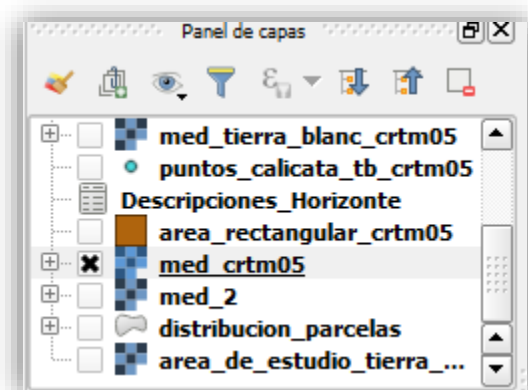 Panel de capas
med_tierra_blanc_crtm05
puntos_calicata_tb_crtm05
Descripciones_Horizonte
area_rectangular_crtm05
med_crtm05
med_2
distribucion_parcelas
area_de_estudio_tierra_...